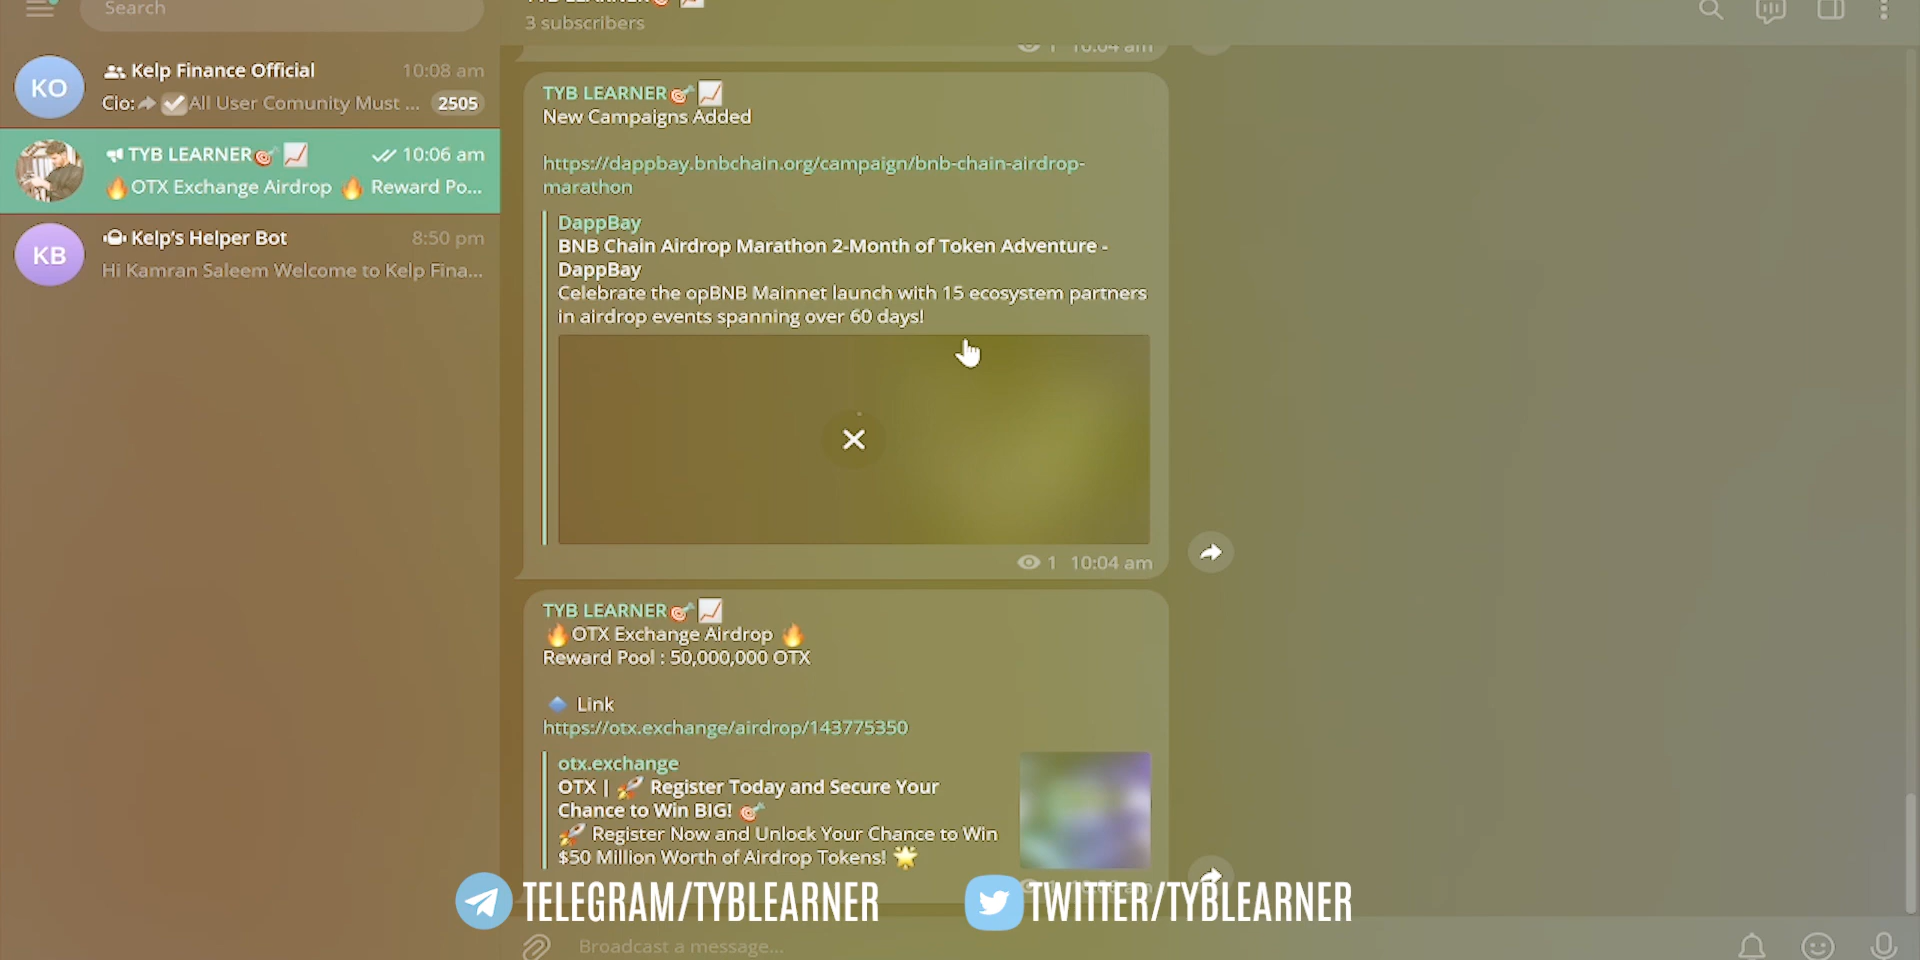 Search
TYB LEARNER🎯📈
3 subscribers
1 10:04 am
KO
Kelp Finance Official 10:08 am
Cio: All User Comunity Must ... 2505
TYB LEARNER🎯📈 10:06 am
🔥OTX Exchange Airdrop 🔥 Reward Po...
KB
Kelp's Helper Bot 8:50 pm
Hi Kamran Saleem Welcome to Kelp Fina...
TYB LEARNER🎯📈
New Campaigns Added
https://dappbay.bnbchain.org/campaign/bnb-chain-airdrop-
marathon
DappBay
BNB Chain Airdrop Marathon 2-Month of Token Adventure -
DappBay
Celebrate the opBNB Mainnet launch with 15 ecosystem partners
in airdrop events spanning over 60 days!
1 10:04 am
TYB LEARNER🎯📈
🔥OTX Exchange Airdrop 🔥
Reward Pool : 50,000,000 OTX
🔹 Link
https://otx.exchange/airdrop/143775350
otx.exchange
OTX | 🚀 Register Today and Secure Your
Chance to Win BIG! 🎯
🚀 Register Now and Unlock Your Chance to Win
$50 Million Worth of Airdrop Tokens! 🌟
TELEGRAM/TYBLEARNER
TWITTER/TYBLEARNER
Broadcast a message...